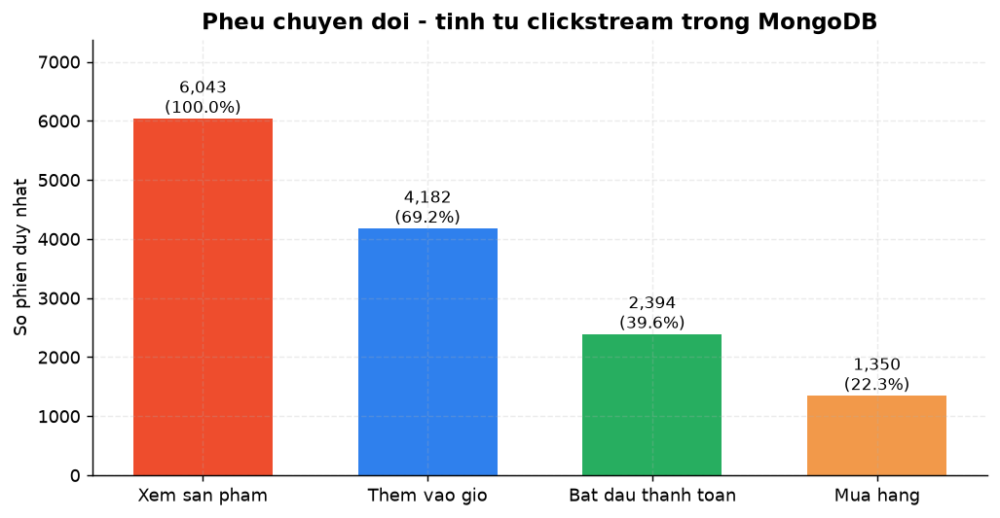 Pheu chuyen doi - tinh tu clickstream trong MongoDB
So phien duy nhat
7000
6000
5000
4000
3000
2000
1000
0
6,043
(100.0%)
4,182
(69.2%)
2,394
(39.6%)
1,350
(22.3%)
Xem san pham
Them vao gio
Bat dau thanh toan
Mua hang